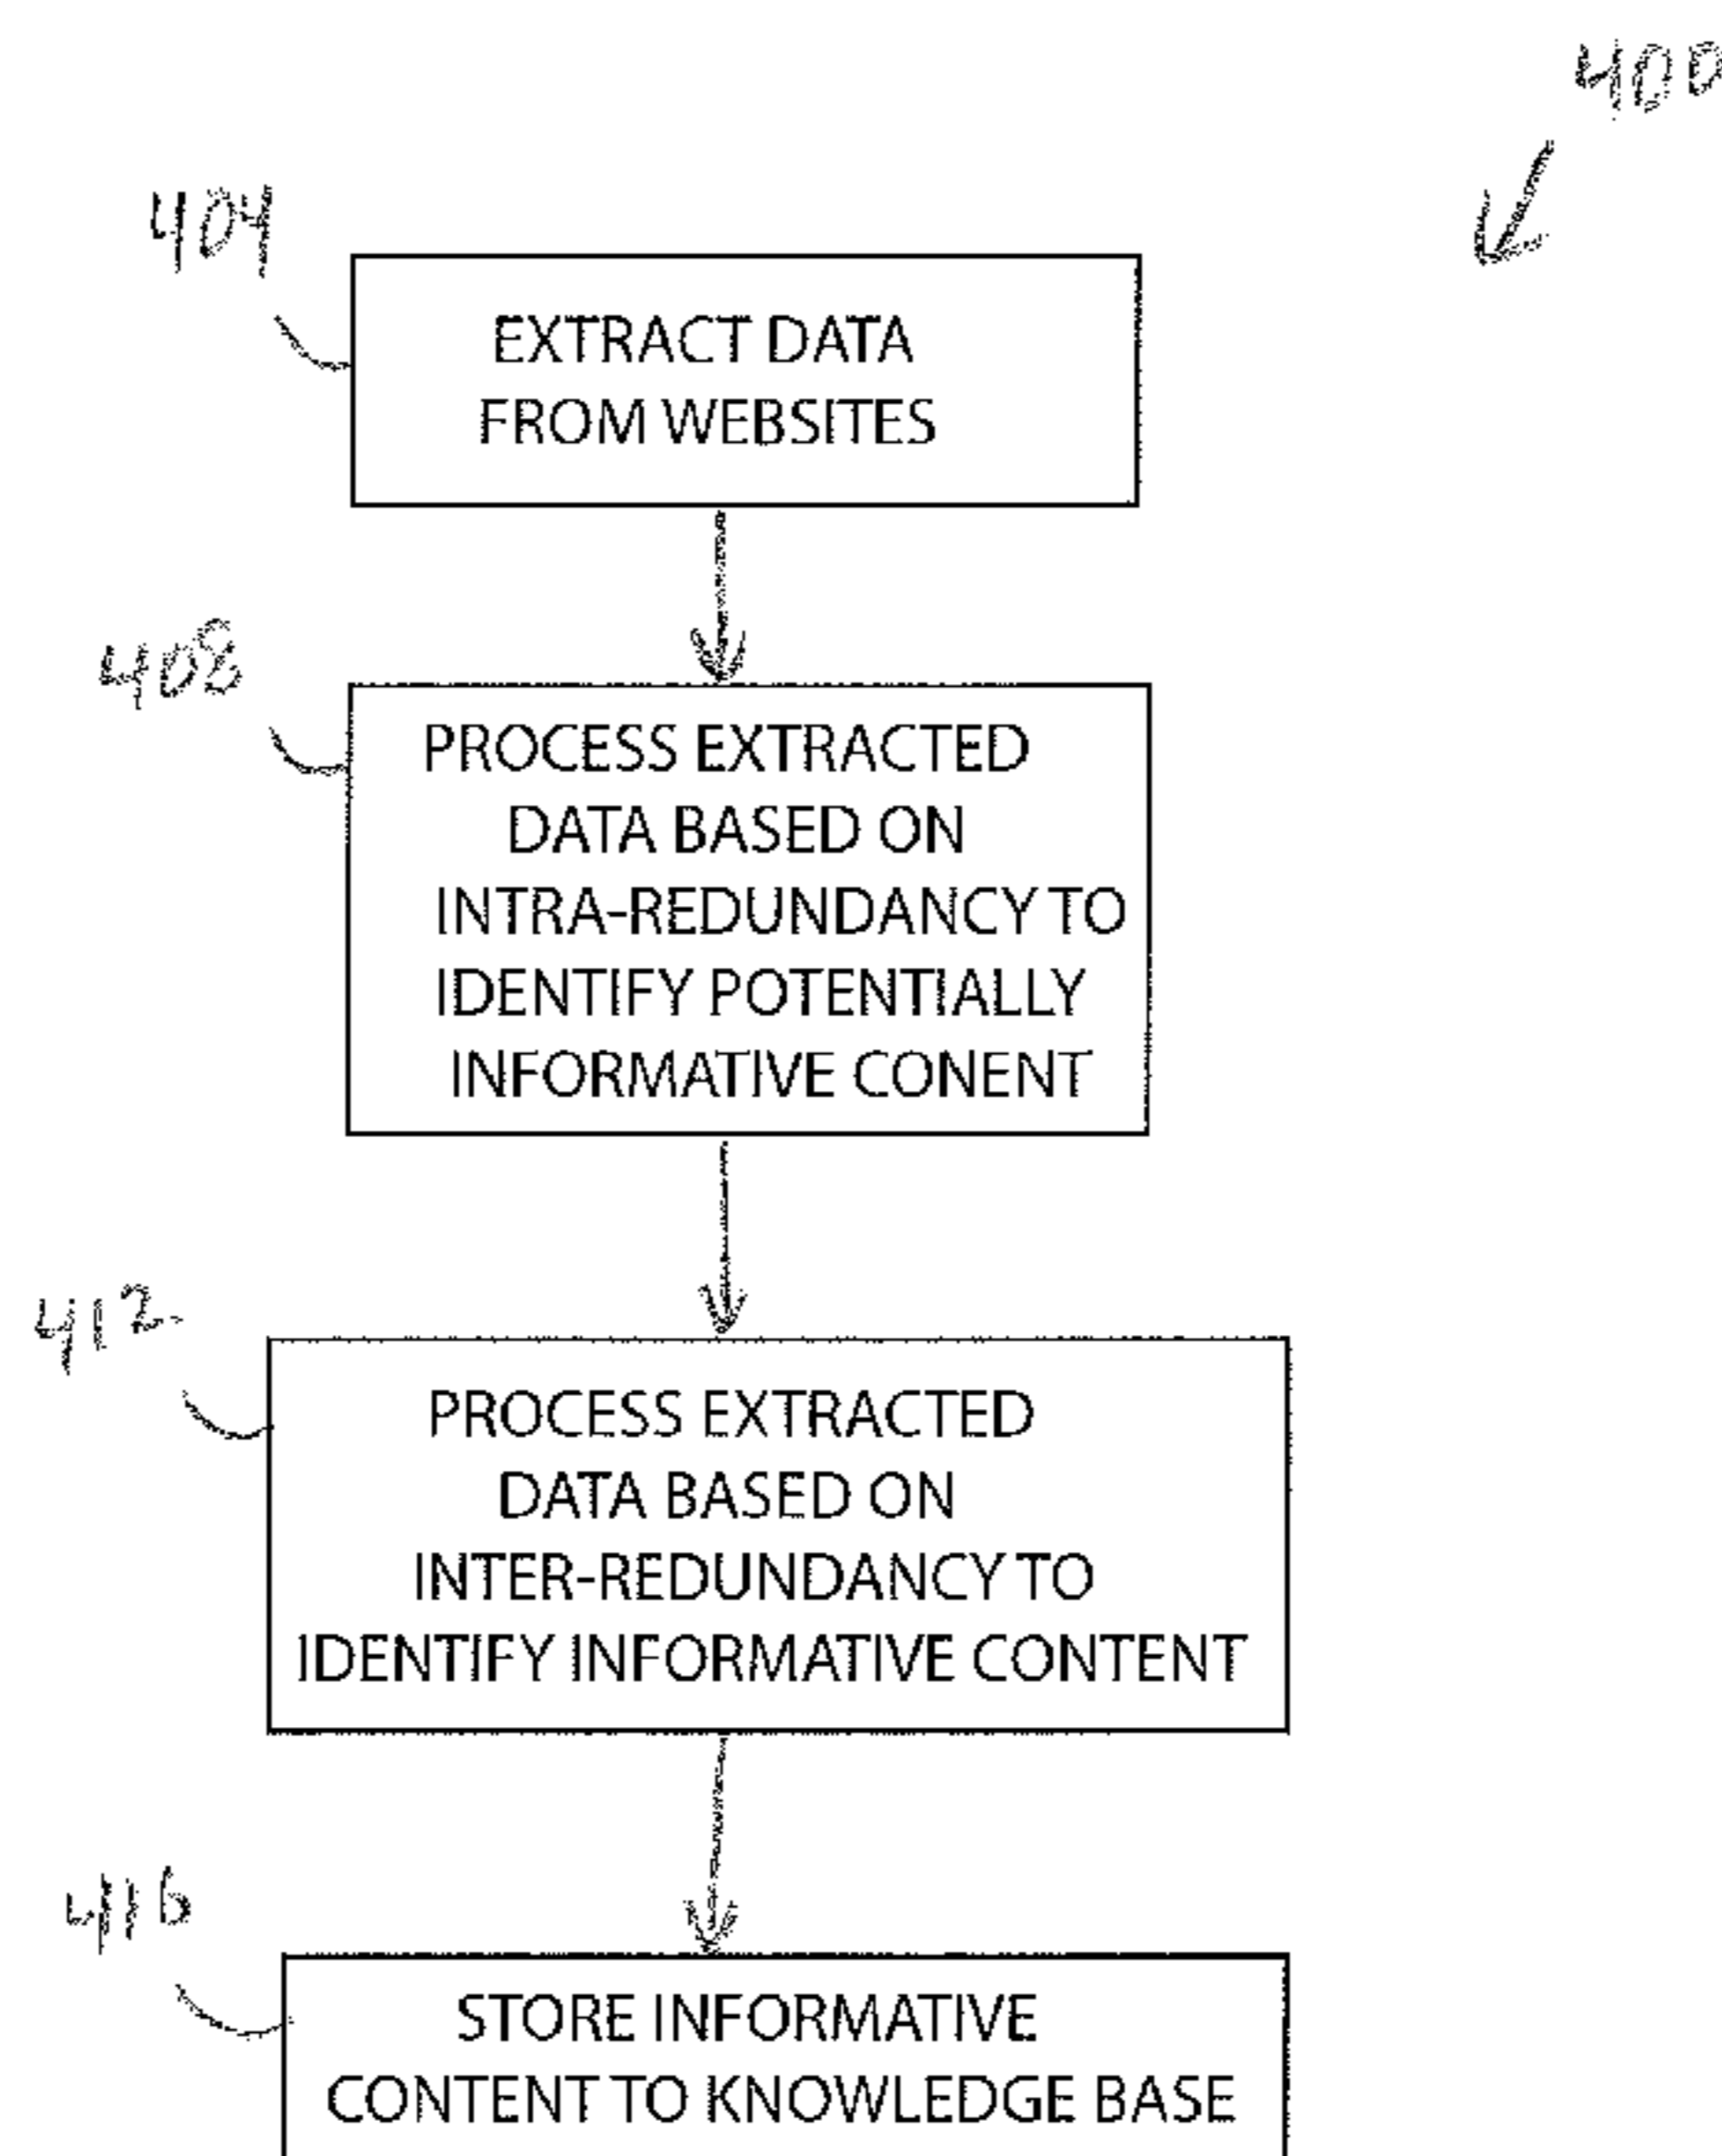 400
404
EXTRACT DATA
FROM WEBSITES
408
PROCESS EXTRACTED
DATA BASED ON
INTRA-REDUNDANCY TO
IDENTIFY POTENTIALLY
INFORMATIVE CONENT
412
PROCESS EXTRACTED
DATA BASED ON
INTER-REDUNDANCY TO
IDENTIFY INFORMATIVE CONTENT
416
STORE INFORMATIVE
CONTENT TO KNOWLEDGE BASE